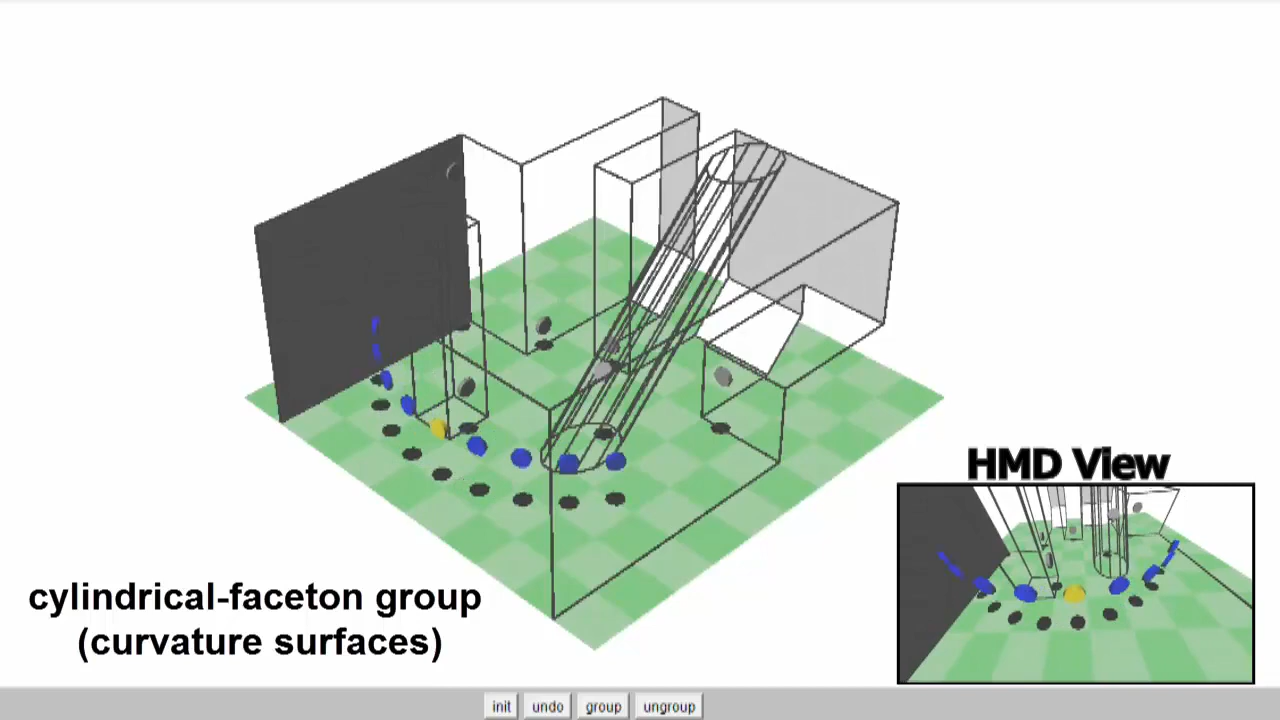 HMD View
cylindrical-faceton group
(curvature surfaces)
init undo group ungroup